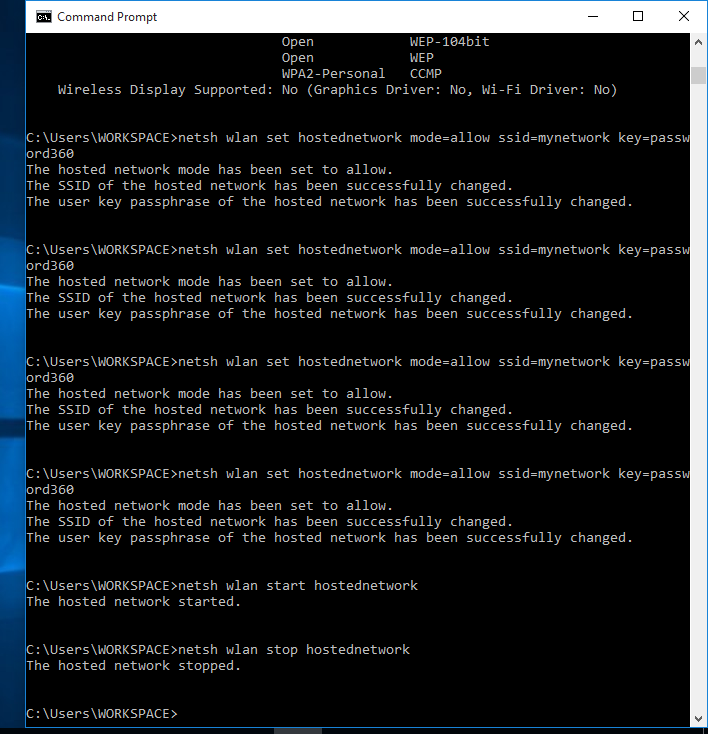 Command Prompt
Open WEP-104bit
Open WEP
WPA2-Personal CCMP
Wireless Display Supported: No (Graphics Driver: No, Wi-Fi Driver: No)
C:\Users\WORKSPACE>netsh wlan set hostednetwork mode=allow ssid=mynetwork key=passw
ord360
The hosted network mode has been set to allow.
The SSID of the hosted network has been successfully changed.
The user key passphrase of the hosted network has been successfully changed.
C:\Users\WORKSPACE>netsh wlan set hostednetwork mode=allow ssid=mynetwork key=passw
ord360
The hosted network mode has been set to allow.
The SSID of the hosted network has been successfully changed.
The user key passphrase of the hosted network has been successfully changed.
C:\Users\WORKSPACE>netsh wlan set hostednetwork mode=allow ssid=mynetwork key=passw
ord360
The hosted network mode has been set to allow.
The SSID of the hosted network has been successfully changed.
The user key passphrase of the hosted network has been successfully changed.
C:\Users\WORKSPACE>netsh wlan set hostednetwork mode=allow ssid=mynetwork key=passw
ord360
The hosted network mode has been set to allow.
The SSID of the hosted network has been successfully changed.
The user key passphrase of the hosted network has been successfully changed.
C:\Users\WORKSPACE>netsh wlan start hostednetwork
The hosted network started.
C:\Users\WORKSPACE>netsh wlan stop hostednetwork
The hosted network stopped.
C:\Users\WORKSPACE>